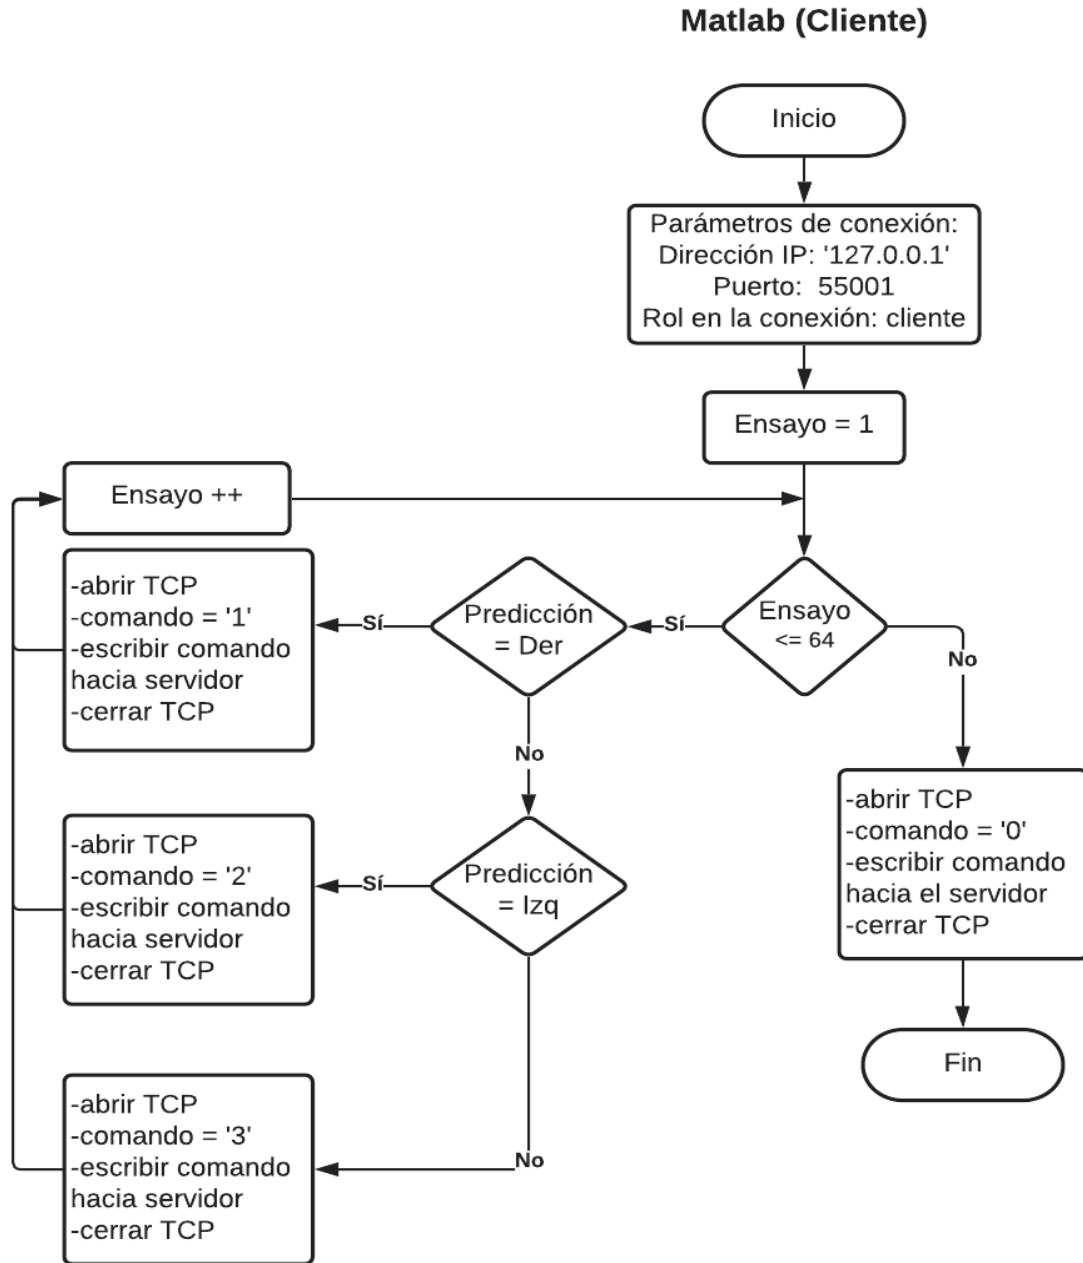 Matlab (Cliente)
Inicio
Parámetros de conexión:
Dirección IP: '127.0.0.1'
Puerto: 55001
Rol en la conexión: cliente
Ensayo = 1
Ensayo ++
Ensayo
<= 64
Sí
No
Predicción
= Der
Sí
No
-abrir TCP
-comando = '1'
-escribir comando
hacia servidor
-cerrar TCP
Predicción
= Izq
Sí
No
-abrir TCP
-comando = '2'
-escribir comando
hacia servidor
-cerrar TCP
-abrir TCP
-comando = '3'
-escribir comando
hacia servidor
-cerrar TCP
-abrir TCP
-comando = '0'
-escribir comando
hacia el servidor
-cerrar TCP
Fin